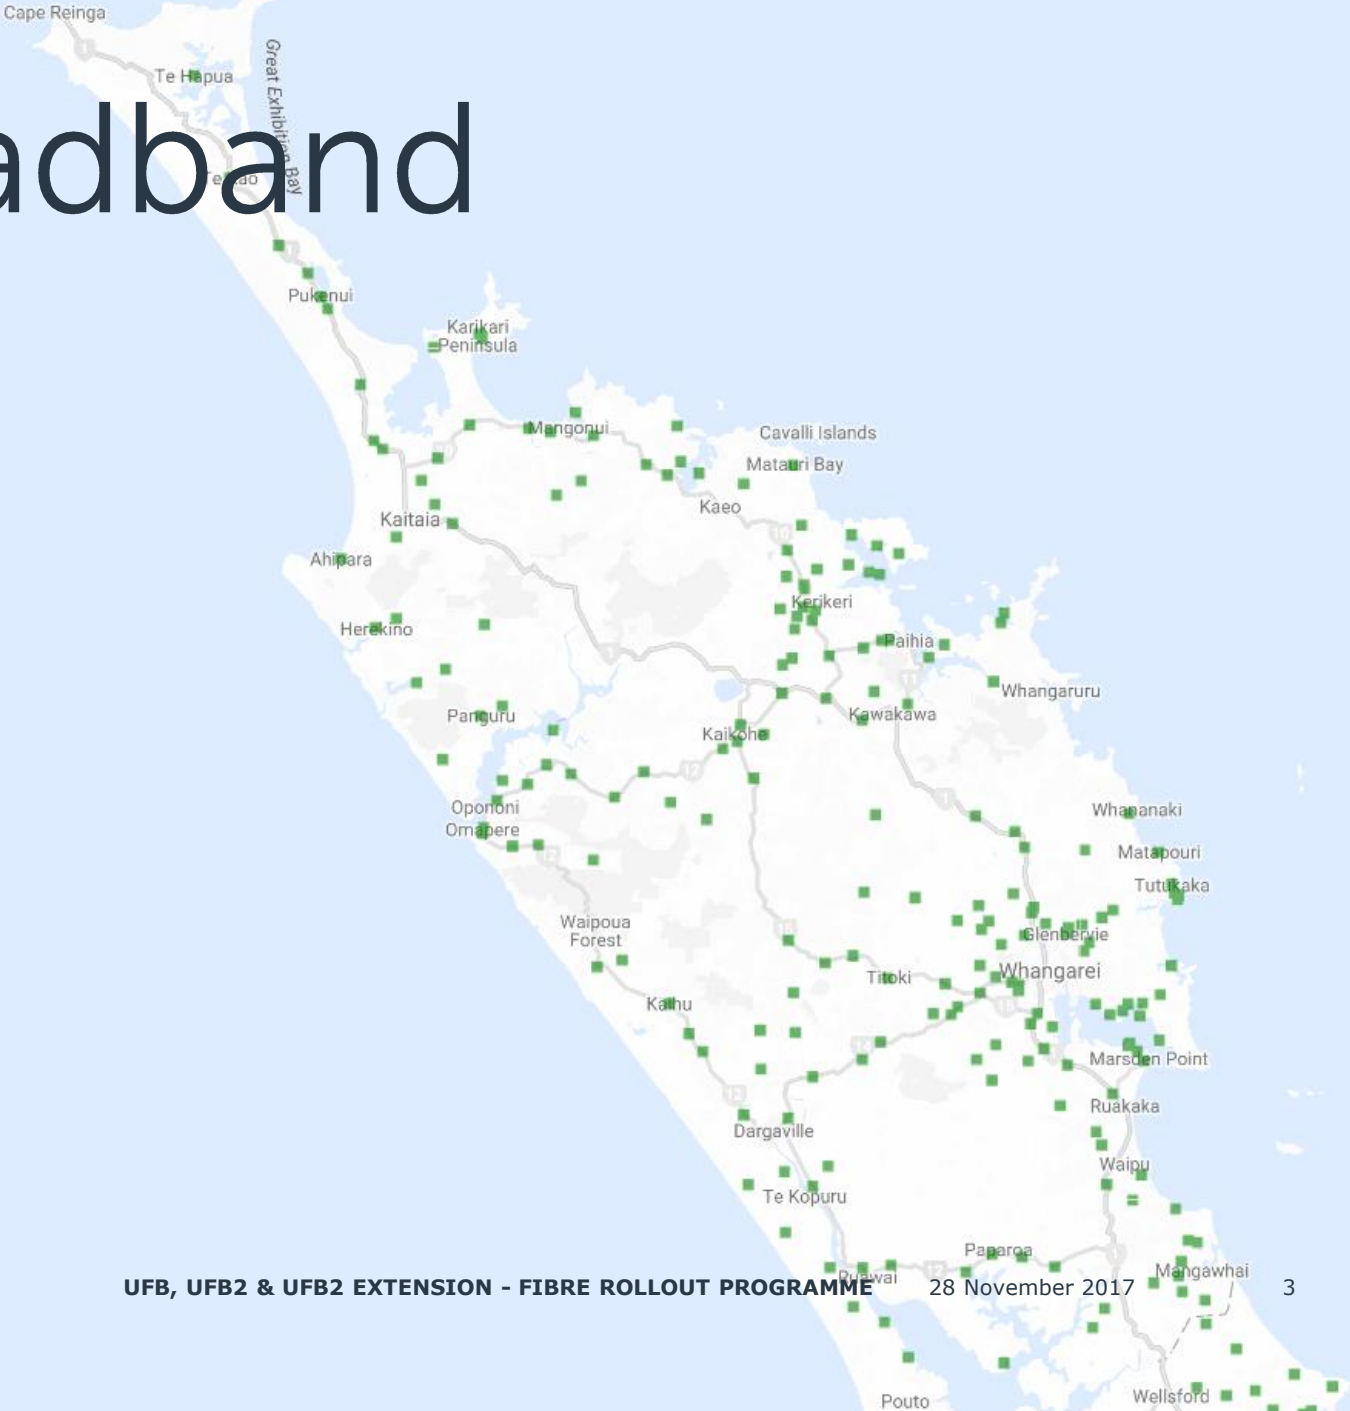 Cape Reinga
Te Hapua
Great Exhibition Bay
adband
Te Kao
Pukenui
Karikari
Peninsula
Mangonui
Cavalli Islands
Matauri Bay
Kaeo
Kaitaia
Ahipara
Kerikeri
Herekino
Paihia
Whangaruru
Panguru
Kawakawa
Kaikohe
Opononi
Omapere
Whananaki
Matapouri
Tutukaka
Waipoua
Forest
Glenbervie
Whangarei
Titoki
Kaihu
Marsden Point
Ruakaka
Dargaville
Waipu
Te Kopuru
Paparoa
Mangawhai
Ruawai
UFB, UFB2 & UFB2 EXTENSION - FIBRE ROLLOUT PROGRAMME 28 November 2017 3
Wellsford
Pouto